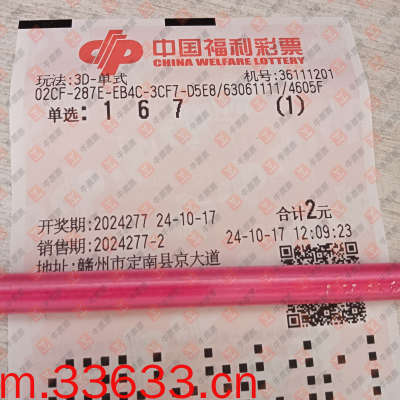 中国福利彩票
CHINA WELFARE LOTTERY
玩法:3D-单式 机号:36111201
02CF-287E-EB4C-3CF7-D5E8/63061111/4605F
单选: 1 6 7 (1)
开奖期:2024277 24-10-17 合计2元
销售期:2024277-2 24-10-17 12:09:23
地址:赣州市定南县京大道
m.33633.cn